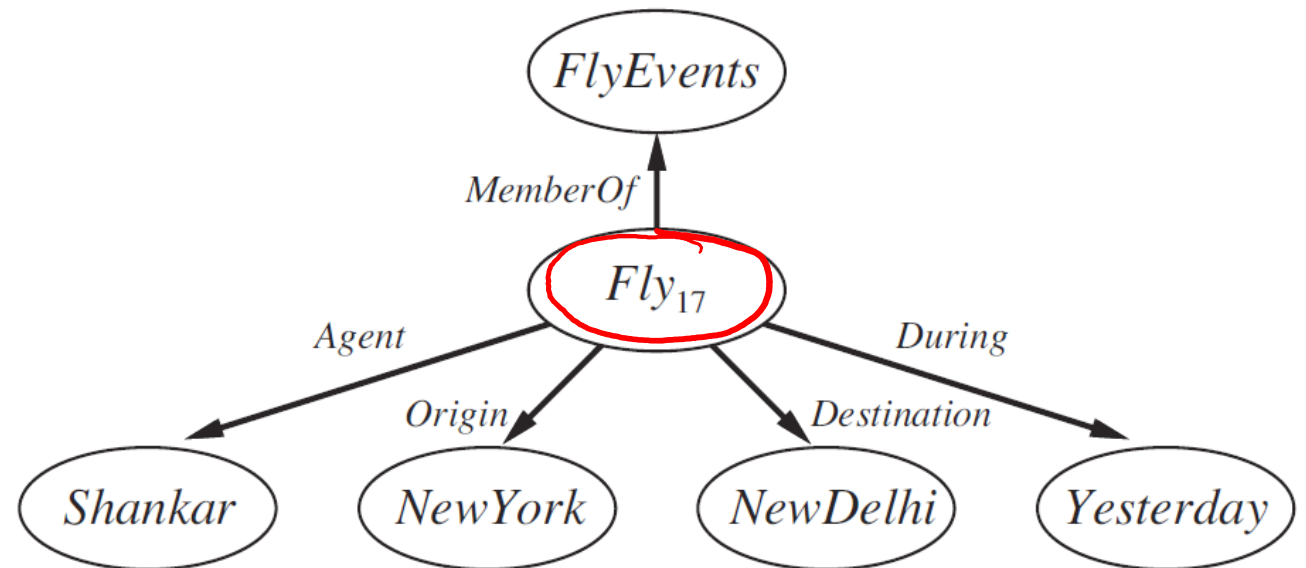 FlyEvents
MemberOf
Fly₁₇
Agent
During
Origin
Destination
Shankar
NewYork
NewDelhi
Yesterday